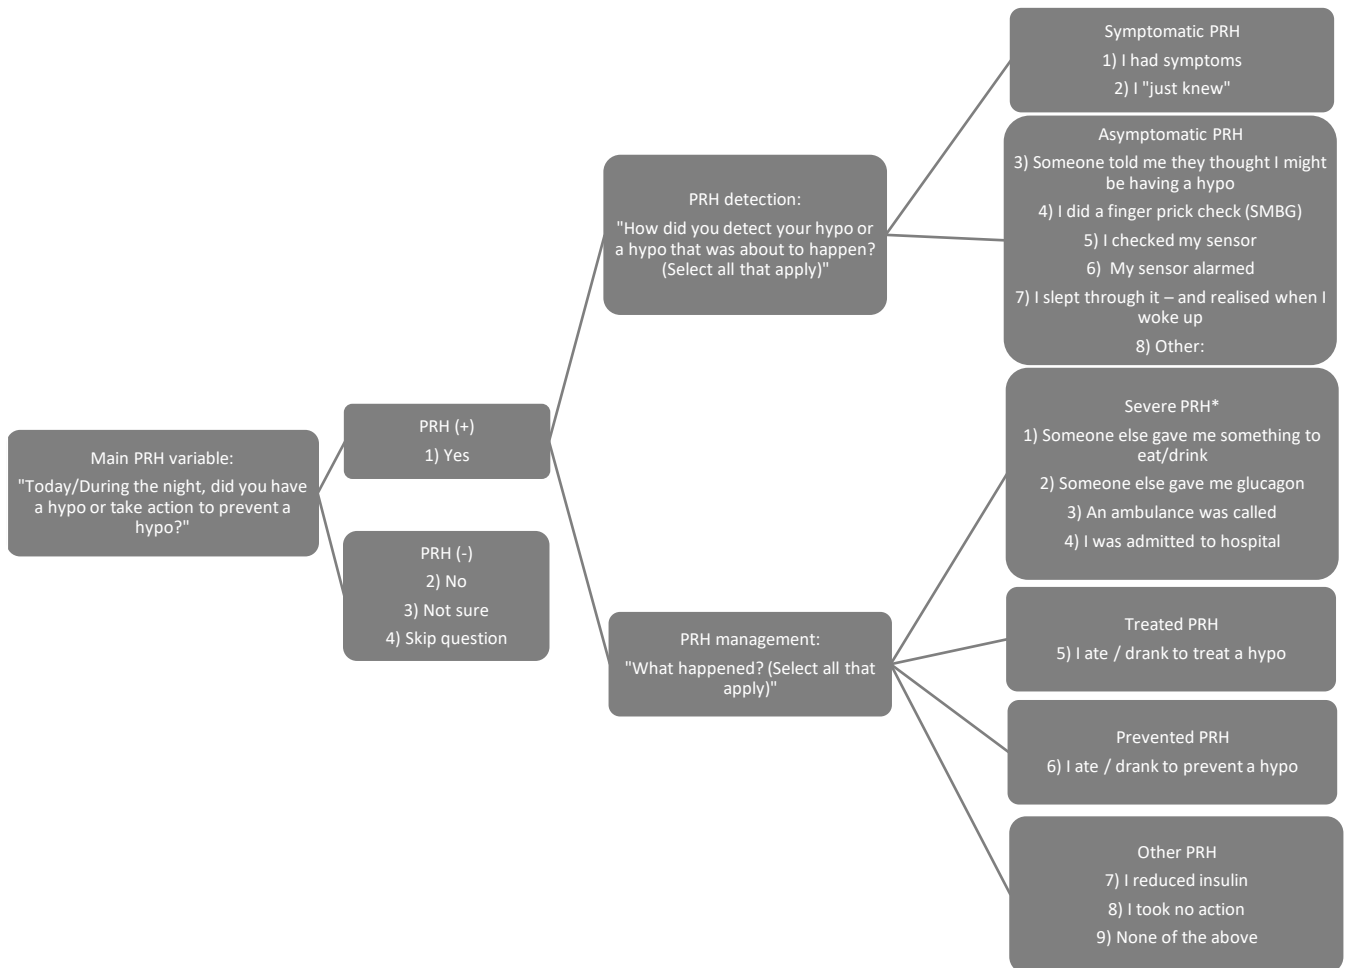 Main PRH variable:
"Today/During the night, did you have
a hypo or take action to prevent a
hypo?"
PRH (+)
1) Yes
PRH (-)
2) No
3) Not sure
4) Skip question
PRH detection:
"How did you detect your hypo or
a hypo that was about to happen?
(Select all that apply)"
Symptomatic PRH
1) I had symptoms
2) I "just knew"
Asymptomatic PRH
3) Someone told me they thought I might
be having a hypo
4) I did a finger prick check (SMBG)
5) I checked my sensor
6) My sensor alarmed
7) I slept through it – and realised when I
woke up
8) Other:
PRH management:
"What happened? (Select all that
apply)"
Severe PRH*
1) Someone else gave me something to
eat/drink
2) Someone else gave me glucagon
3) An ambulance was called
4) I was admitted to hospital
Treated PRH
5) I ate / drank to treat a hypo
Prevented PRH
6) I ate / drank to prevent a hypo
Other PRH
7) I reduced insulin
8) I took no action
9) None of the above